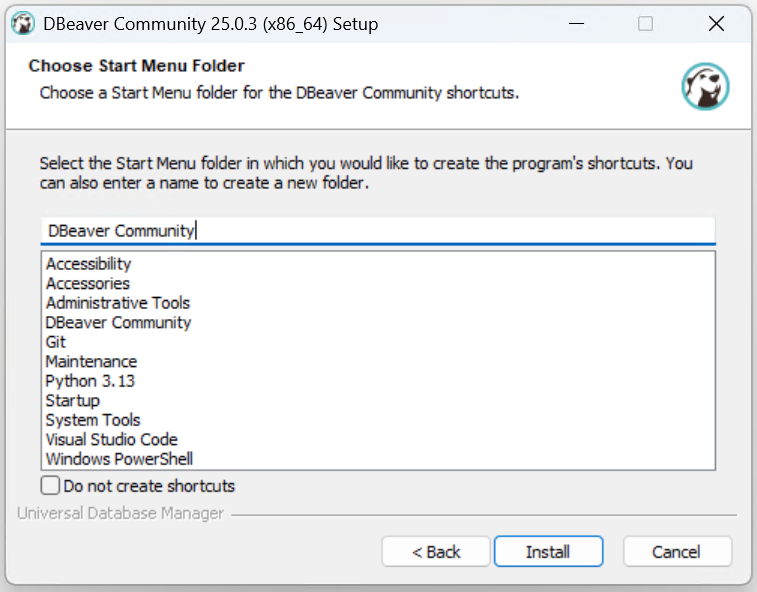 DBeaver Community 25.0.3 (x86_64) Setup
Choose Start Menu Folder
Choose a Start Menu folder for the DBeaver Community shortcuts.
Select the Start Menu folder in which you would like to create the program's shortcuts. You
can also enter a name to create a new folder.
DBeaver Community
Accessibility
Accessories
Administrative Tools
DBeaver Community
Git
Maintenance
Python 3.13
Startup
System Tools
Visual Studio Code
Windows PowerShell
Do not create shortcuts
Universal Database Manager
< Back Install Cancel